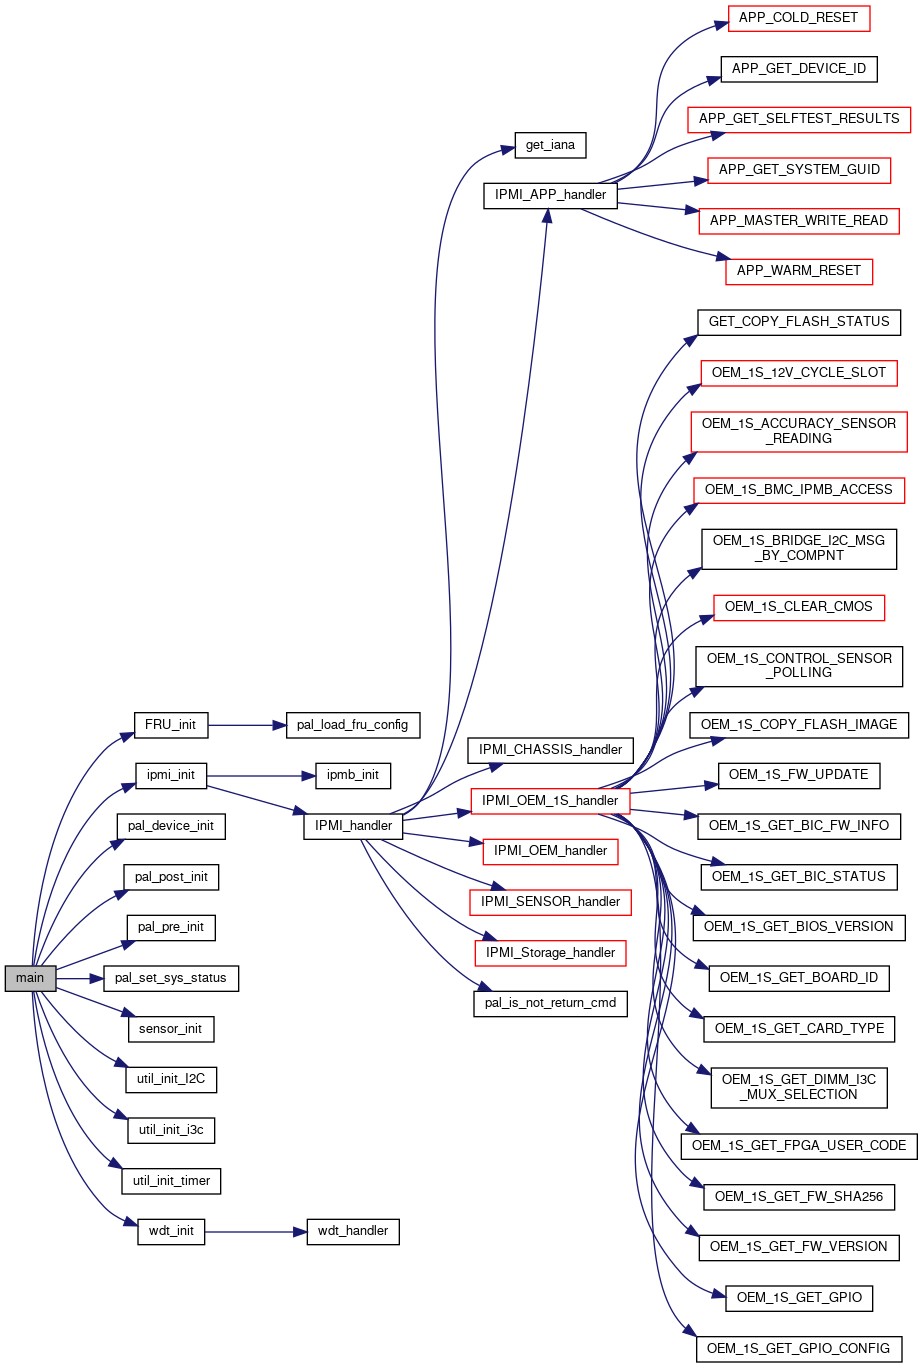 main
FRU_init
ipmi_init
pal_device_init
pal_post_init
pal_pre_init
pal_set_sys_status
sensor_init
util_init_I2C
util_init_i3c
util_init_timer
wdt_init
pal_load_fru_config
ipmb_init
IPMI_handler
wdt_handler
get_iana
IPMI_APP_handler
IPMI_CHASSIS_handler
IPMI_OEM_1S_handler
IPMI_OEM_handler
IPMI_SENSOR_handler
IPMI_Storage_handler
pal_is_not_return_cmd
APP_COLD_RESET
APP_GET_DEVICE_ID
APP_GET_SELFTEST_RESULTS
APP_GET_SYSTEM_GUID
APP_MASTER_WRITE_READ
APP_WARM_RESET
GET_COPY_FLASH_STATUS
OEM_1S_12V_CYCLE_SLOT
OEM_1S_ACCURACY_SENSOR
_READING
OEM_1S_BMC_IPMB_ACCESS
OEM_1S_BRIDGE_I2C_MSG
_BY_COMPNT
OEM_1S_CLEAR_CMOS
OEM_1S_CONTROL_SENSOR
_POLLING
OEM_1S_COPY_FLASH_IMAGE
OEM_1S_FW_UPDATE
OEM_1S_GET_BIC_FW_INFO
OEM_1S_GET_BIC_STATUS
OEM_1S_GET_BIOS_VERSION
OEM_1S_GET_BOARD_ID
OEM_1S_GET_CARD_TYPE
OEM_1S_GET_DIMM_I3C
_MUX_SELECTION
OEM_1S_GET_FPGA_USER_CODE
OEM_1S_GET_FW_SHA256
OEM_1S_GET_FW_VERSION
OEM_1S_GET_GPIO
OEM_1S_GET_GPIO_CONFIG